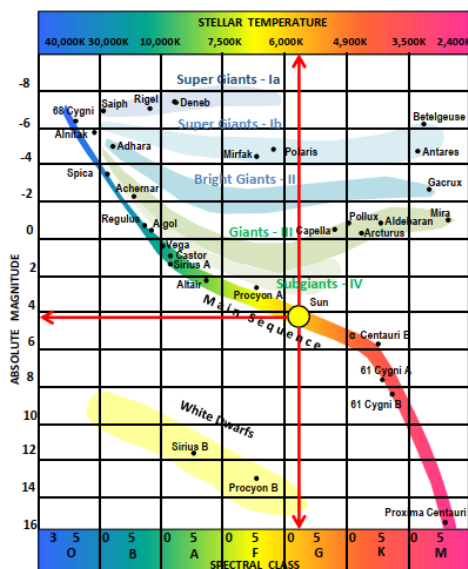 STELLAR TEMPERATURE
40,000K 30,000K 10,000K 7,500K 6,000K 4,900K 3,500K 2,400K
Super Giants - Ia
-8
68 Cygni Saiph Rigel Deneb
Super Giants - Ib
Betelgeuse
-6
Alnitak
Adhara
Mirfak Polaris
Antares
-4
Spica
Bright Giants - II
Gacrux
Achernar
-2
Regulus Algol
Giants - III
Capella
Pollux
Aldebaran
Mira
Arcturus
0
Vega
Castor
Sirius A
2
Altair
Subgiants - IV
Procyon A
Sun
4
Main Sequence
α Centauri B
6
61 Cygni A
8
61 Cygni B
10
White Dwarfs
Sirius B
12
Procyon B
14
Proxima Centauri
16
ABSOLUTE MAGNITUDE
3 5 0 5 0 5 0 5 0 5 0 5 0 5
O B A F G K M
SPECTRAL CLASS